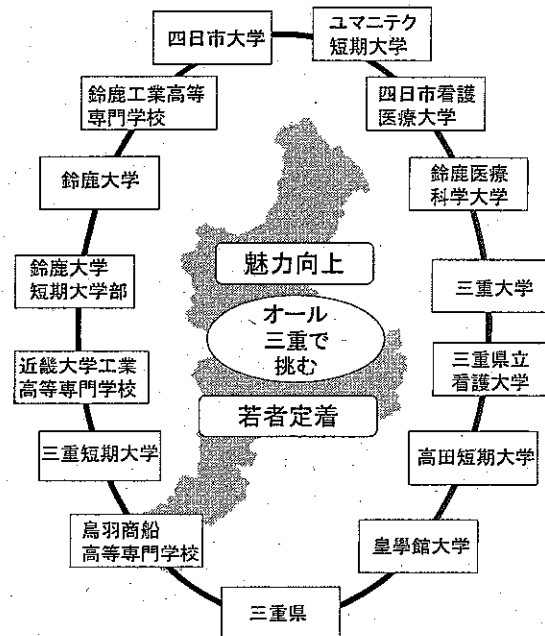 四日市大学
ユマニテク
短期大学
鈴鹿工業高等
専門学校
四日市看護
医療大学
鈴鹿大学
鈴鹿医療
科学大学
魅力向上
鈴鹿大学
短期大学部
三重大学
オール
三重で
挑む
近畿大学工業
高等専門学校
三重県立
看護大学
若者定着
三重短期大学
高田短期大学
鳥羽商船
高等専門学校
皇學館大学
三重県